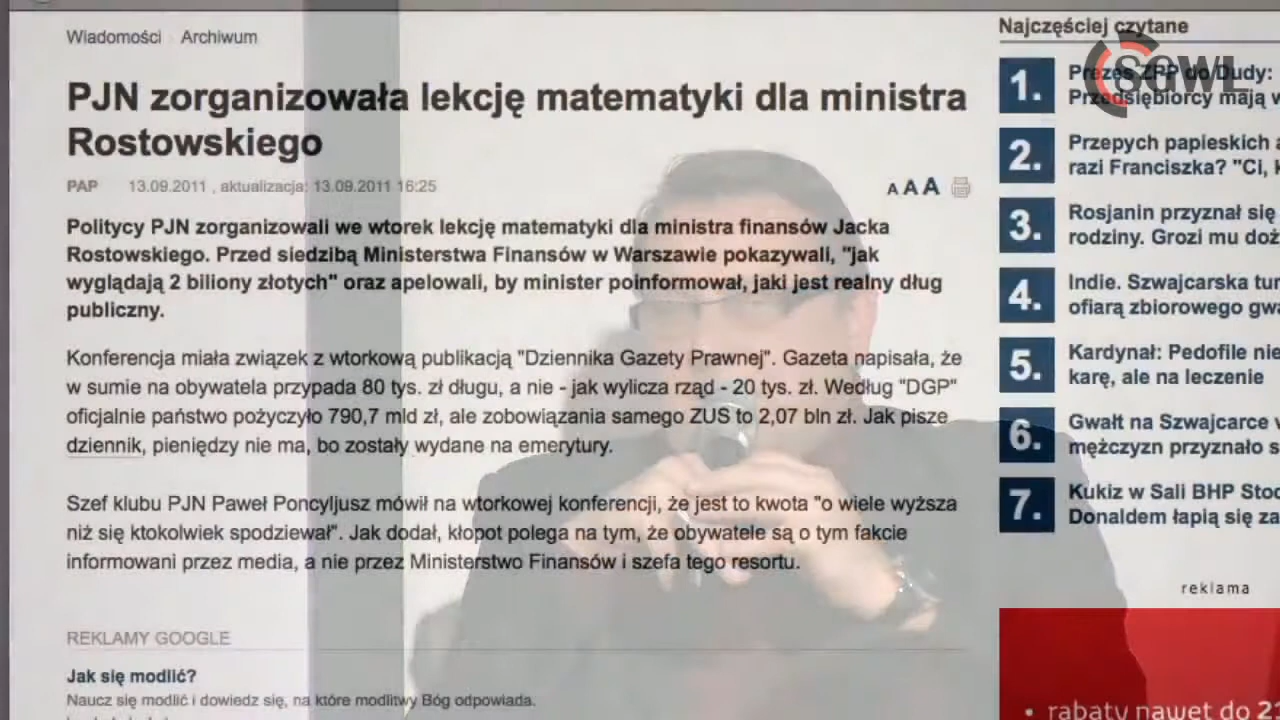 Wiadomości Archiwum
PJN zorganizowała lekcję matematyki dla ministra
Rostowskiego
PAP 13.09.2011 , aktualizacja: 13.09.2011 16:25
A A A
Politycy PJN zorganizowali we wtorek lekcję matematyki dla ministra finansów Jacka
Rostowskiego. Przed siedzibą Ministerstwa Finansów w Warszawie pokazywali, "jak
wyglądają 2 biliony złotych" oraz apelowali, by minister poinformował, jaki jest realny dług
publiczny.
Konferencja miała związek z wtorkową publikacją "Dziennika Gazety Prawnej". Gazeta napisała, że
w sumie na obywatela przypada 80 tys. zł długu, a nie - jak wylicza rząd - 20 tys. zł. Według "DGP"
oficjalnie państwo pożyczyło 790,7 mld zł, ale zobowiązania samego ZUS to 2,07 bln zł. Jak pisze
dziennik, pieniędzy nie ma, bo zostały wydane na emerytury.
Szef klubu PJN Paweł Poncyljusz mówił na wtorkowej konferencji, że jest to kwota "o wiele wyższa
niż się ktokolwiek spodziewał". Jak dodał, kłopot polega na tym, że obywatele są o tym fakcie
informowani przez media, a nie przez Ministerstwo Finansów i szefa tego resortu.
REKLAMY GOOGLE
Jak się modlić?
Naucz się modlić i dowiedz się, na które modlitwy Bóg odpowiada.
Najczęściej czytane
SGWL
1. Prezes ZPP do Dudy:
Przedsiębiorcy mają w
2. Przepych papieskich a
razi Franciszka? "Ci, k
3. Rosjanin przyznał się
rodziny. Grozi mu doż
4. Indie. Szwajcarska tur
ofiarą zbiorowego gwa
5. Kardynał: Pedofile nie
karę, ale na leczenie
6. Gwałt na Szwajcarce w
mężczyzn przyznało s
7. Kukiz w Sali BHP Stoc
Donaldem łapią się za
reklama
• rabaty nawet do 21